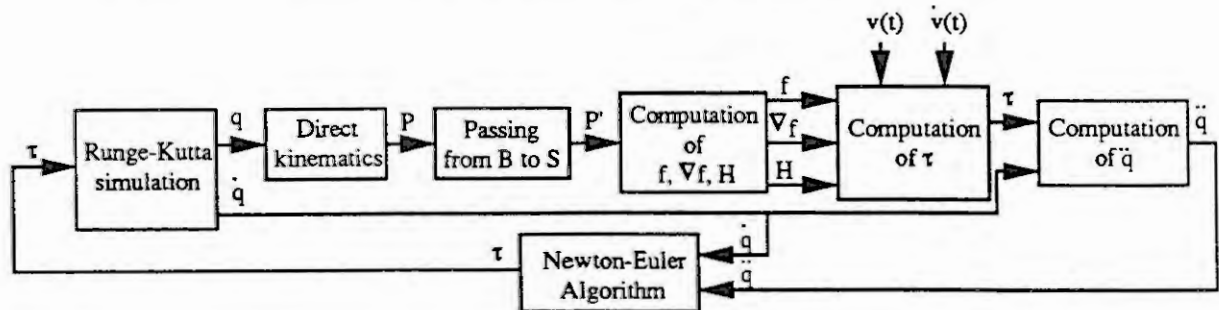 v(t) v̇(t)
τ
Runge-Kutta
simulation
q
q̇
Direct
kinematics
P
Passing
from B to S
P'
Computation
of
f, ∇f, H
f
∇f
H
Computation
of τ
τ
Computation
of q̈
q̈
τ
Newton-Euler
Algorithm
q̇
q̈